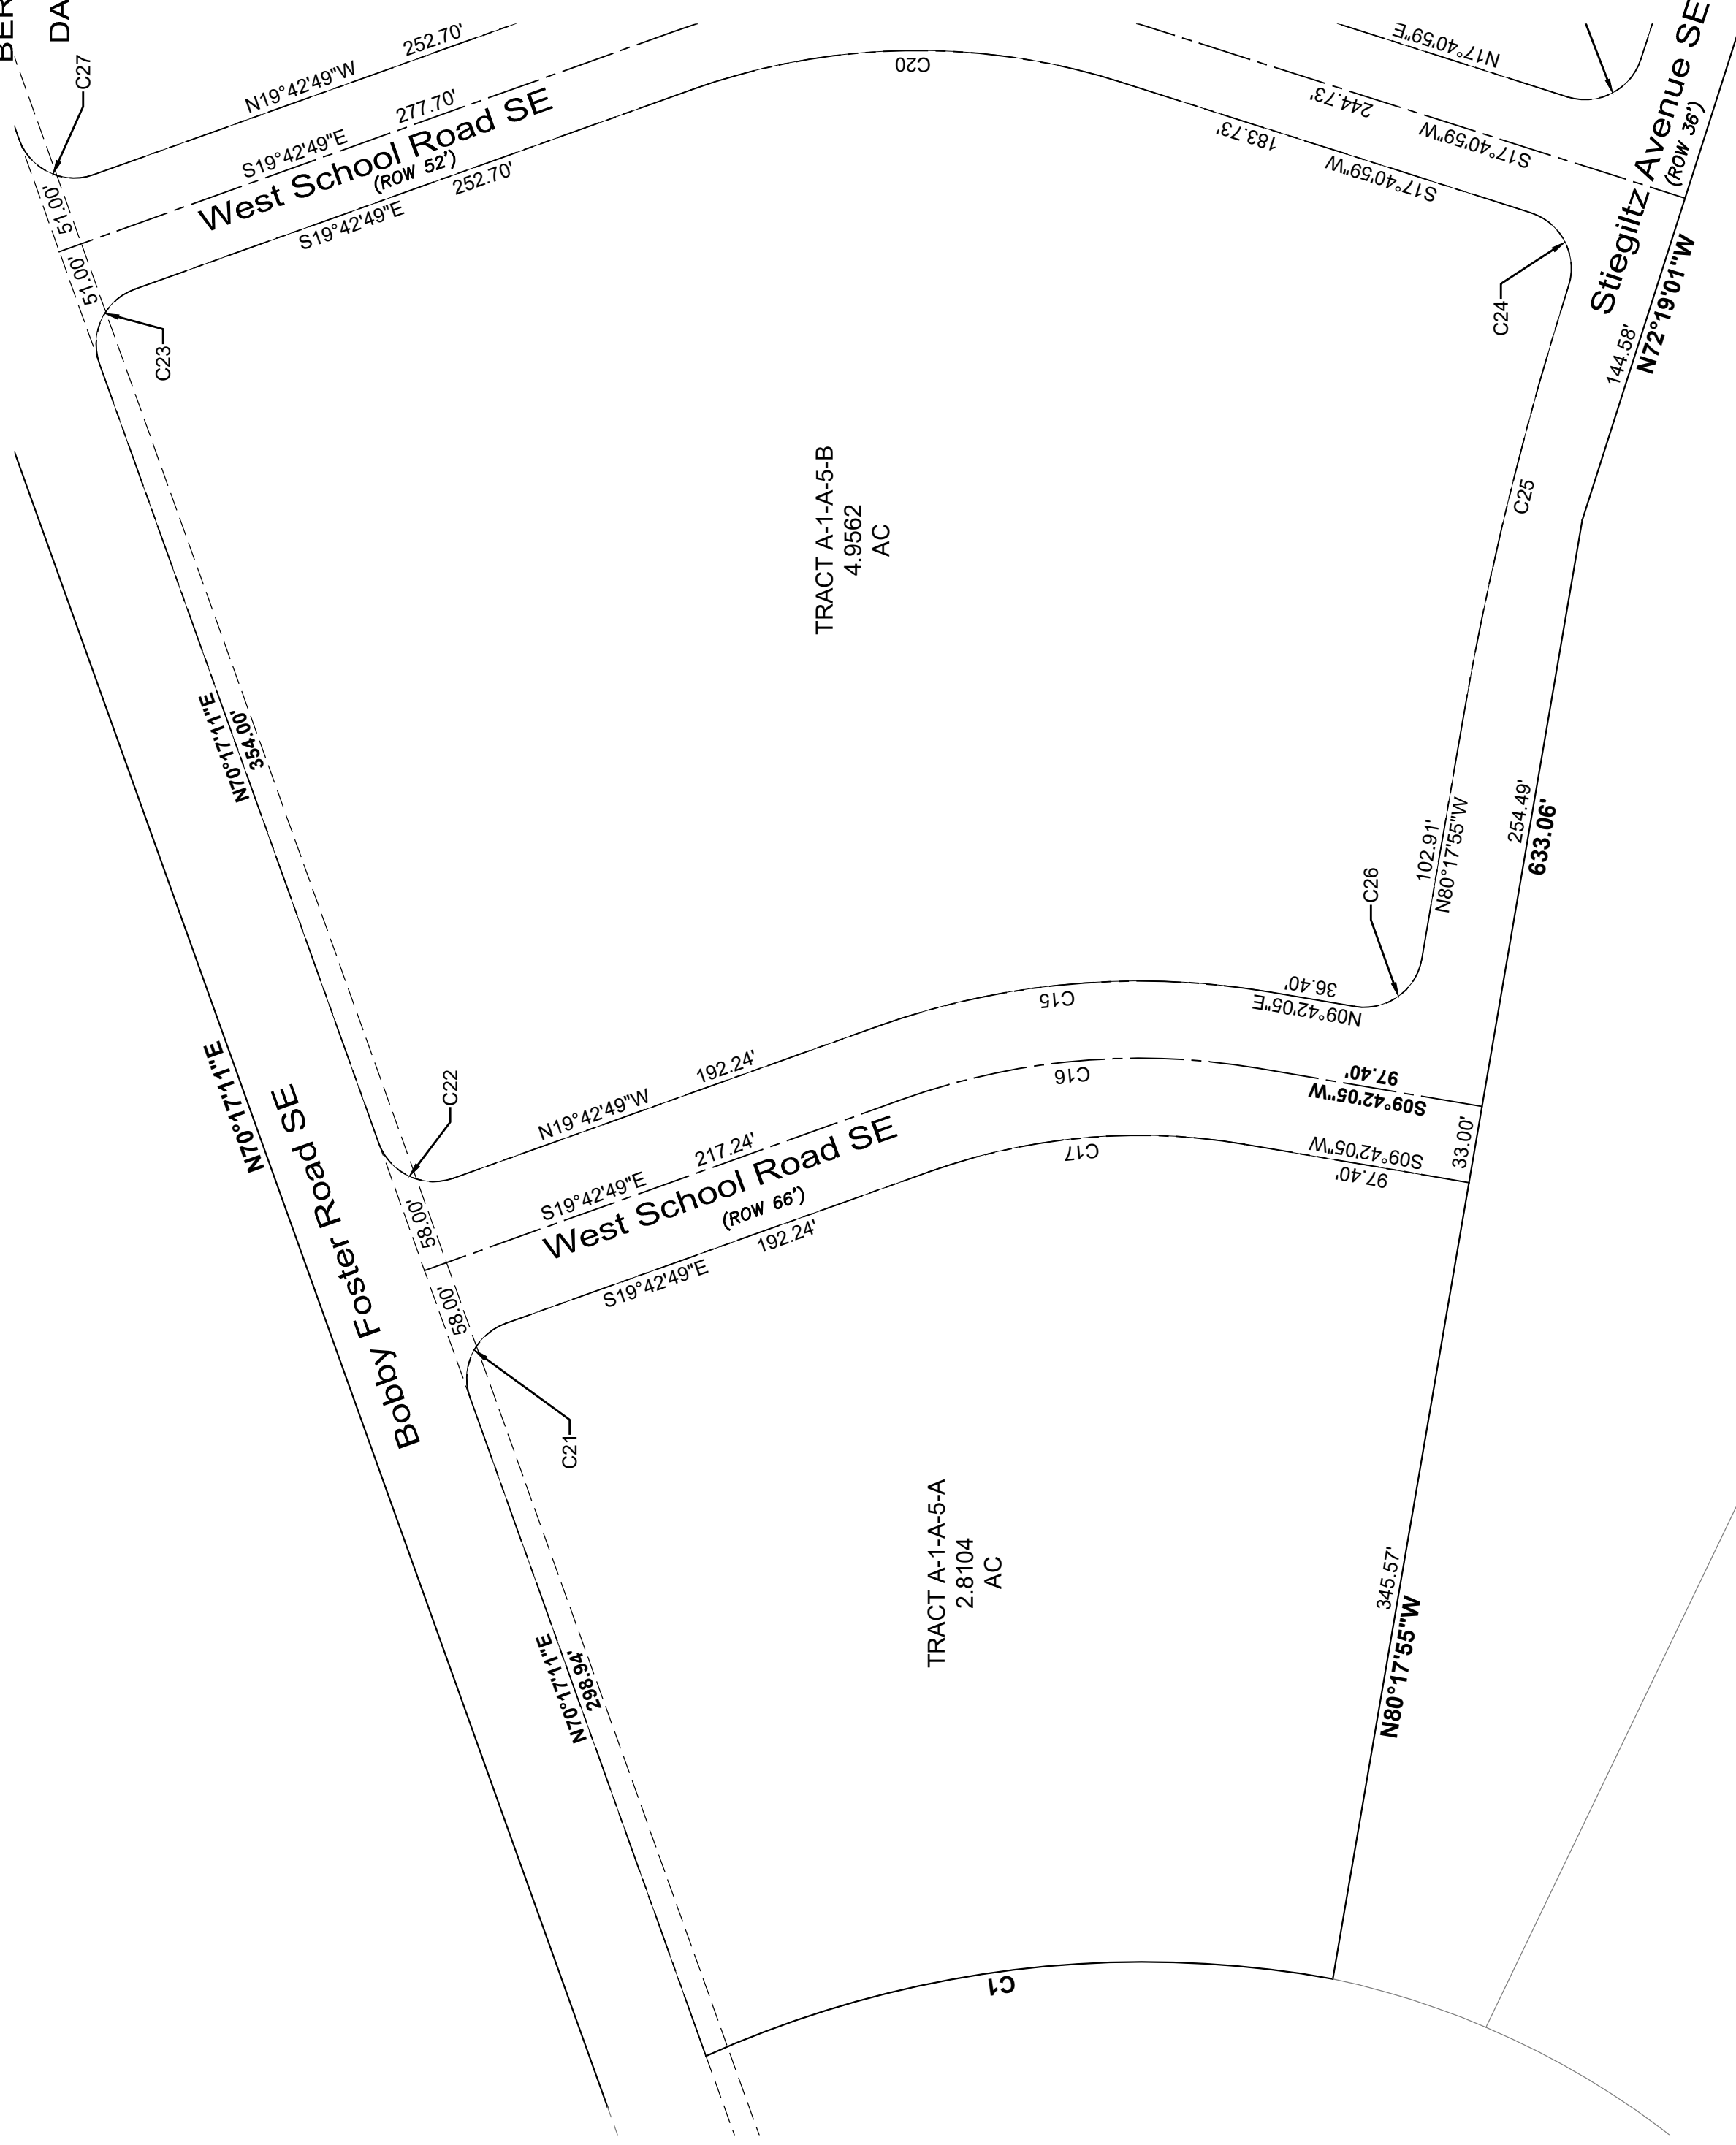 BER
DA
C27
N19°42'49"W
252.70'
S19°42'49"E
277.70'
West School Road SE
(ROW 52')
S19°42'49"E
252.70'
51.00'
51.00'
C23
C20
N17°40'59"E
244.73'
S17°40'59"W
183.73'
S17°40'59"W
Stiegiltz Avenue SE
(ROW 36')
C24
144.58'
N72°19'01"W
TRACT A-1-A-5-B
4.9562
AC
C25
N70°17'11"E
354.00'
102.91'
N80°17'55"W
254.49'
633.06'
C26
C15
36.40'
N09°42'05"E
N19°42'49"W
192.24'
C22
C16
97.40'
S09°42'05"W
S19°42'49"E
217.24'
West School Road SE
(ROW 66')
C17
S09°42'05"W
97.40'
33.00'
S19°42'49"E
192.24'
58.00'
58.00'
N70°17'11"E
Bobby Foster Road SE
C21
TRACT A-1-A-5-A
2.8104
AC
N70°17'11"E
298.94'
345.57'
N80°17'55"W
C1